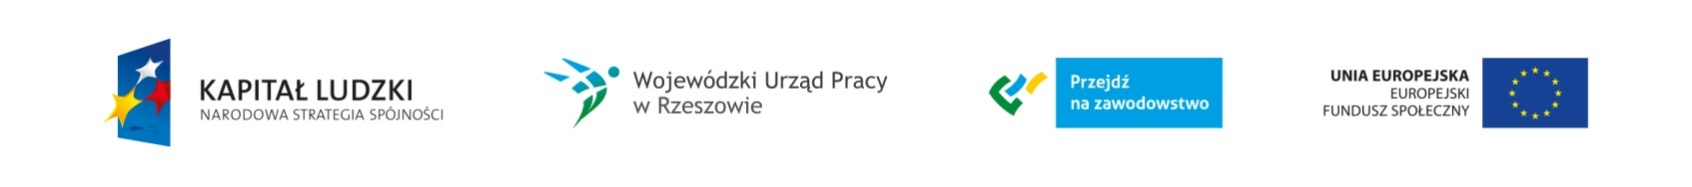 KAPITAŁ LUDZKI
NARODOWA STRATEGIA SPÓJNOŚCI
Wojewódzki Urząd Pracy
w Rzeszowie
Przejdź
na zawodowstwo
UNIA EUROPEJSKA
EUROPEJSKI
FUNDUSZ SPOŁECZNY